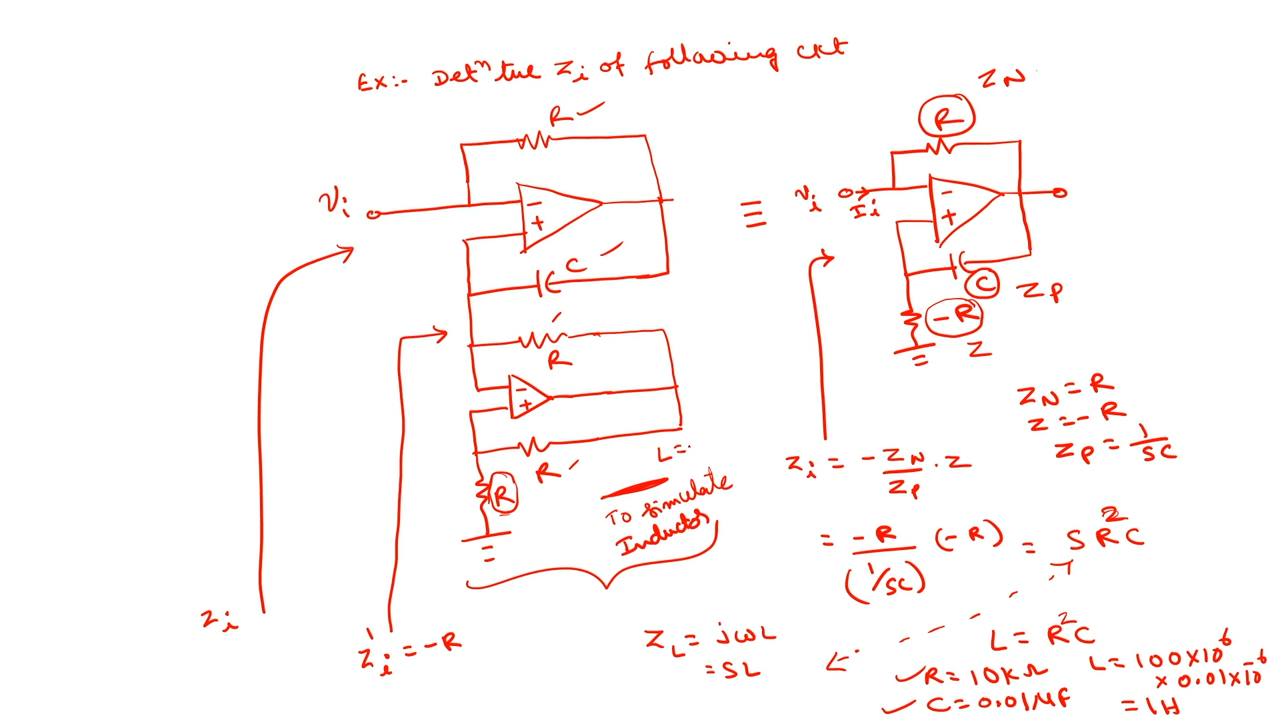 Ex:- Detⁿ the Zi of following ckt
R
Vi
-
+
C
R
-
+
R
R
L=
To simulate
Inductor
Zi
Zi' = -R
≡
ZN
R
Vi
Ii
-
+
C
ZP
-R
Z
ZN = R
Z = -R
ZP = 1/SC
Zi = -ZN/ZP . Z
= -R/(1/SC) (-R) = SR²C
ZL = jωL
= SL
L = R²C
R = 10KΩ
C = 0.01MF
L = 100×10⁶
× 0.01×10⁻⁶
= 1H